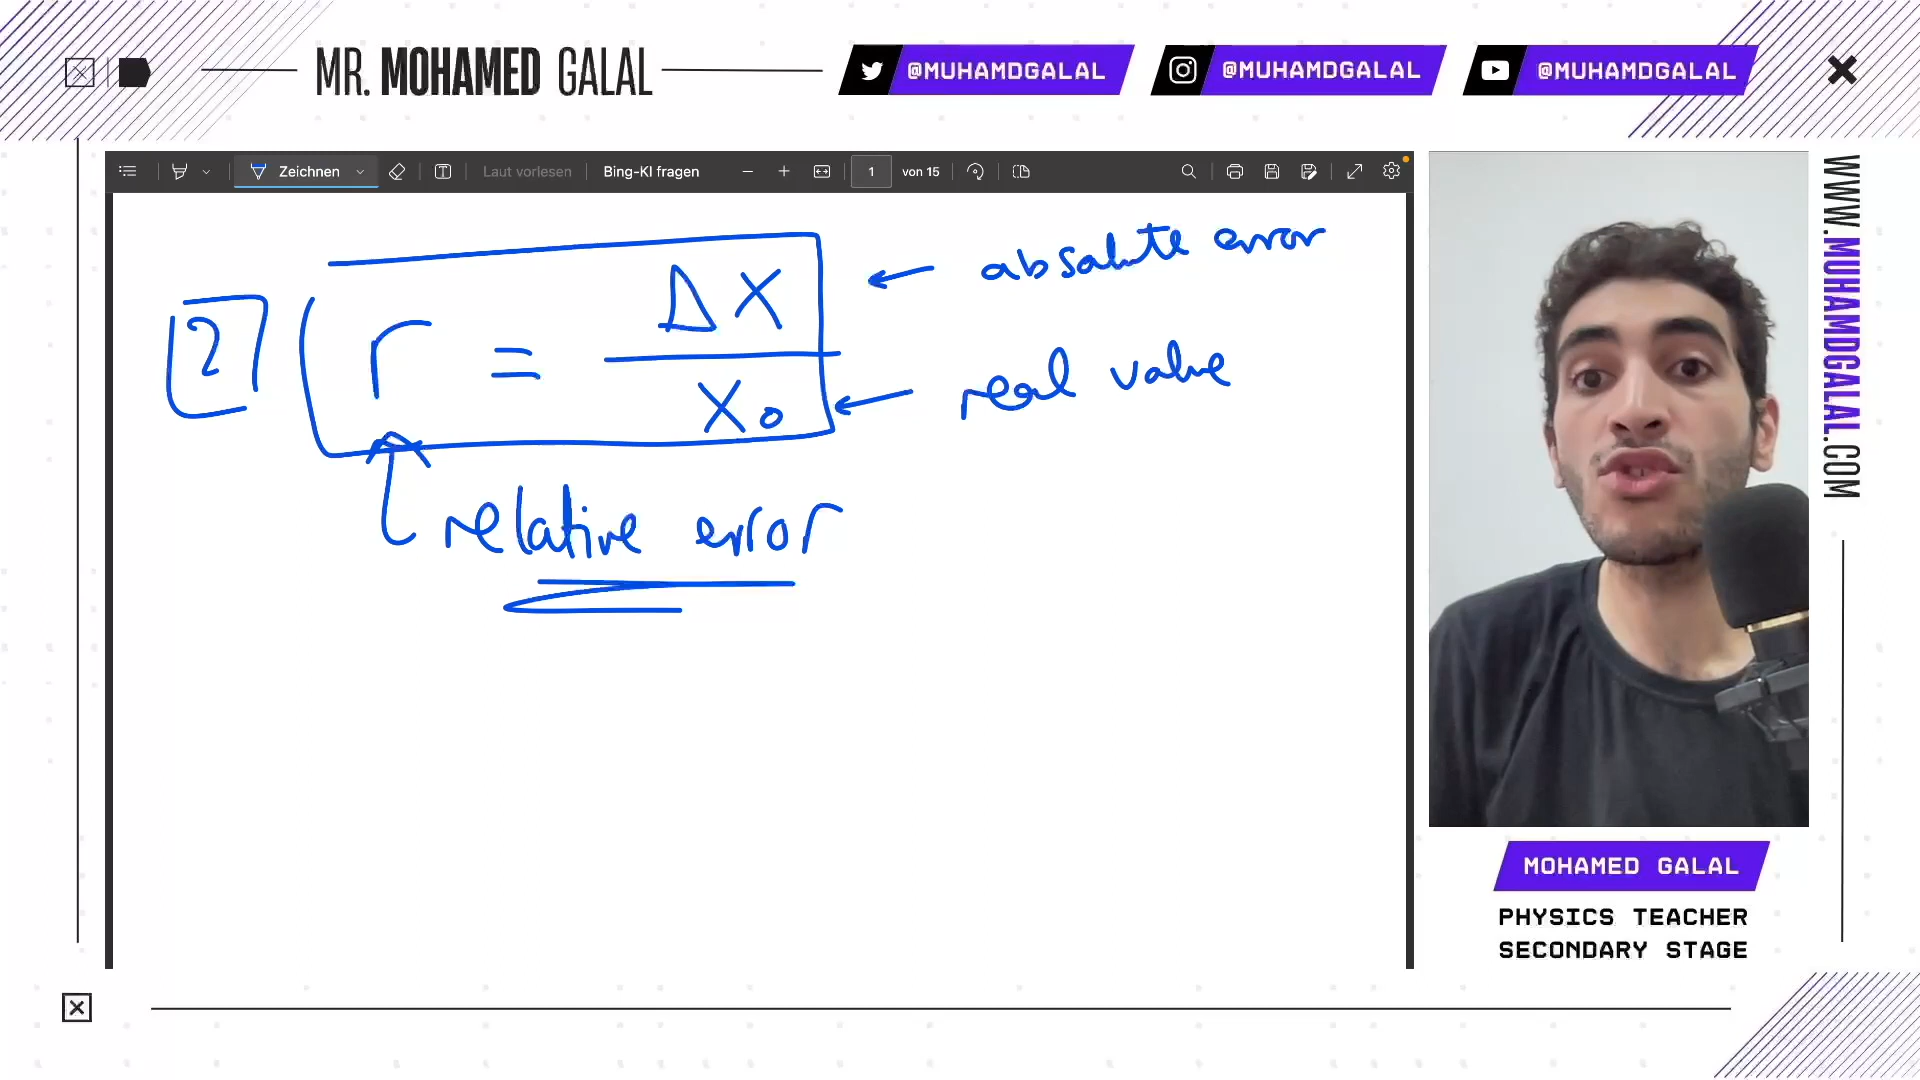 MR. MOHAMED GALAL
@MUHAMDGALAL
@MUHAMDGALAL
@MUHAMDGALAL
Zeichnen
Laut vorlesen
Bing-KI fragen
1
von 15
absolute error
2
r = ΔX / X₀
real value
relative error
WWW.MUHAMDGALAL.COM
MOHAMED GALAL
PHYSICS TEACHER
SECONDARY STAGE